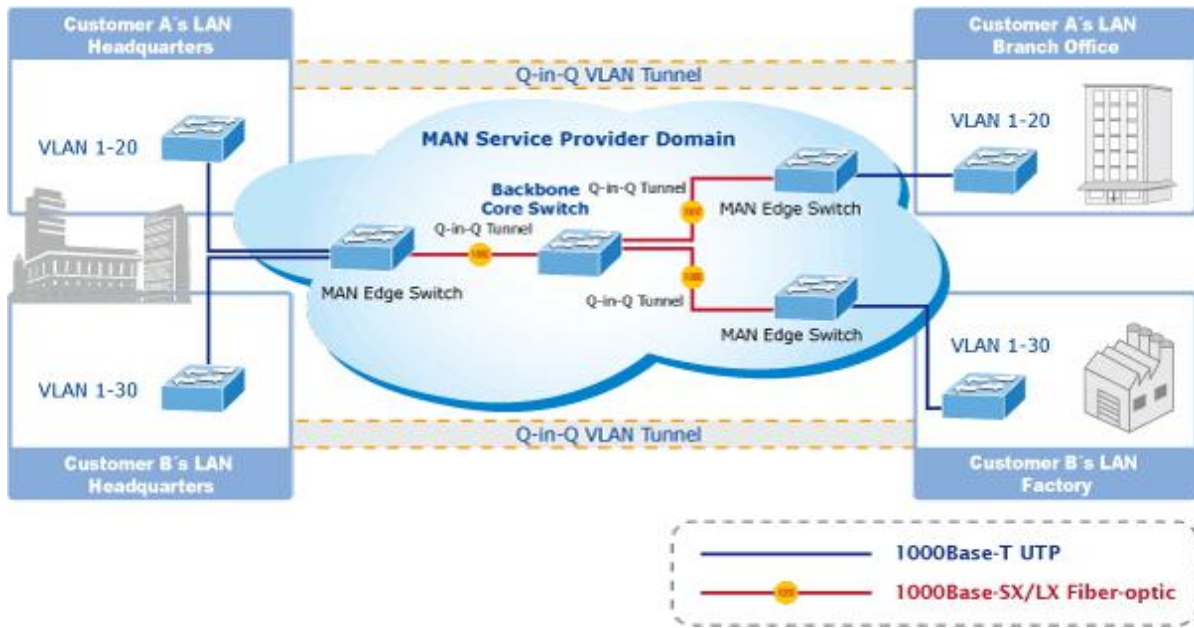 Customer A´s LAN
Headquarters
Customer A´s LAN
Branch Office
Q-in-Q VLAN Tunnel
VLAN 1-20
MAN Service Provider Domain
VLAN 1-20
Backbone
Core Switch
Q-in-Q Tunnel
MAN Edge Switch
Q-in-Q Tunnel
MAN Edge Switch
Q-in-Q Tunnel
MAN Edge Switch
VLAN 1-30
VLAN 1-30
Q-in-Q VLAN Tunnel
Customer B´s LAN
Headquarters
Customer B´s LAN
Factory
1000Base-T UTP
1000Base-SX/LX Fiber-optic